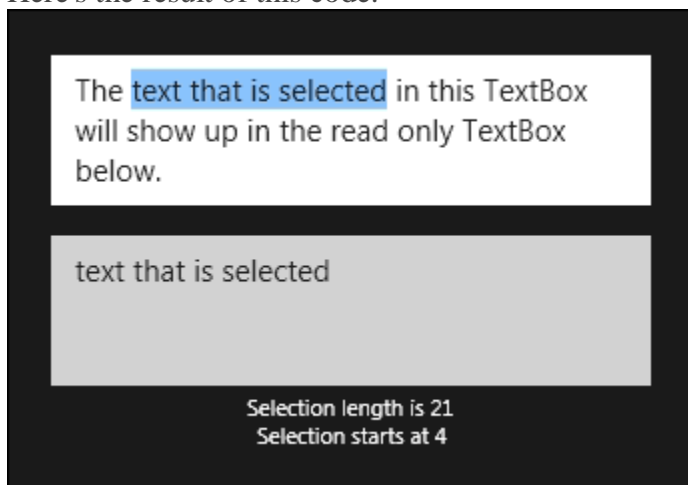 Here's the result of this code:
The text that is selected in this TextBox
will show up in the read only TextBox
below.
text that is selected
Selection length is 21
Selection starts at 4